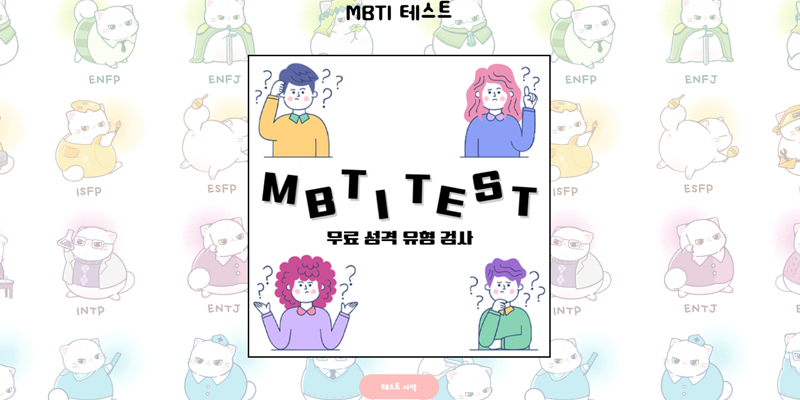 MBTI 테스트
ENFP
ENFJ
ENFP
ENFJ
ISFP
ESFP
ISFP
ESFP
MBTI TEST
무료 성격 유형 검사
INTP
ENTJ
INTP
ENTJ
테스트 시작